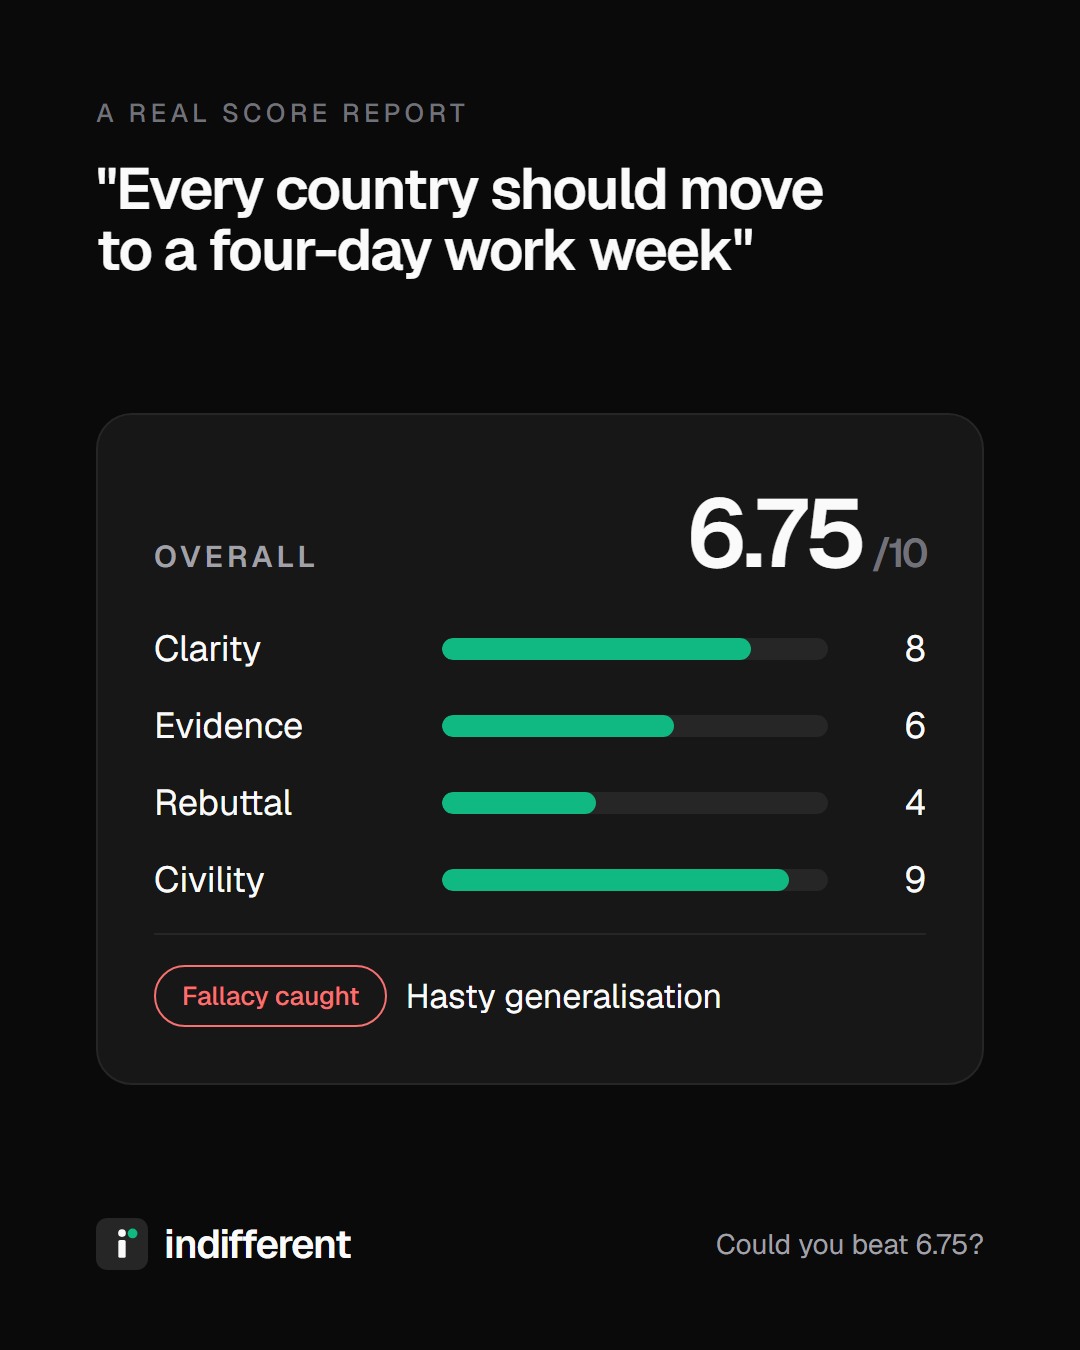 A REAL SCORE REPORT
"Every country should move
to a four-day work week"
OVERALL 6.75 /10
Clarity 8
Evidence 6
Rebuttal 4
Civility 9
Fallacy caught Hasty generalisation
indifferent Could you beat 6.75?